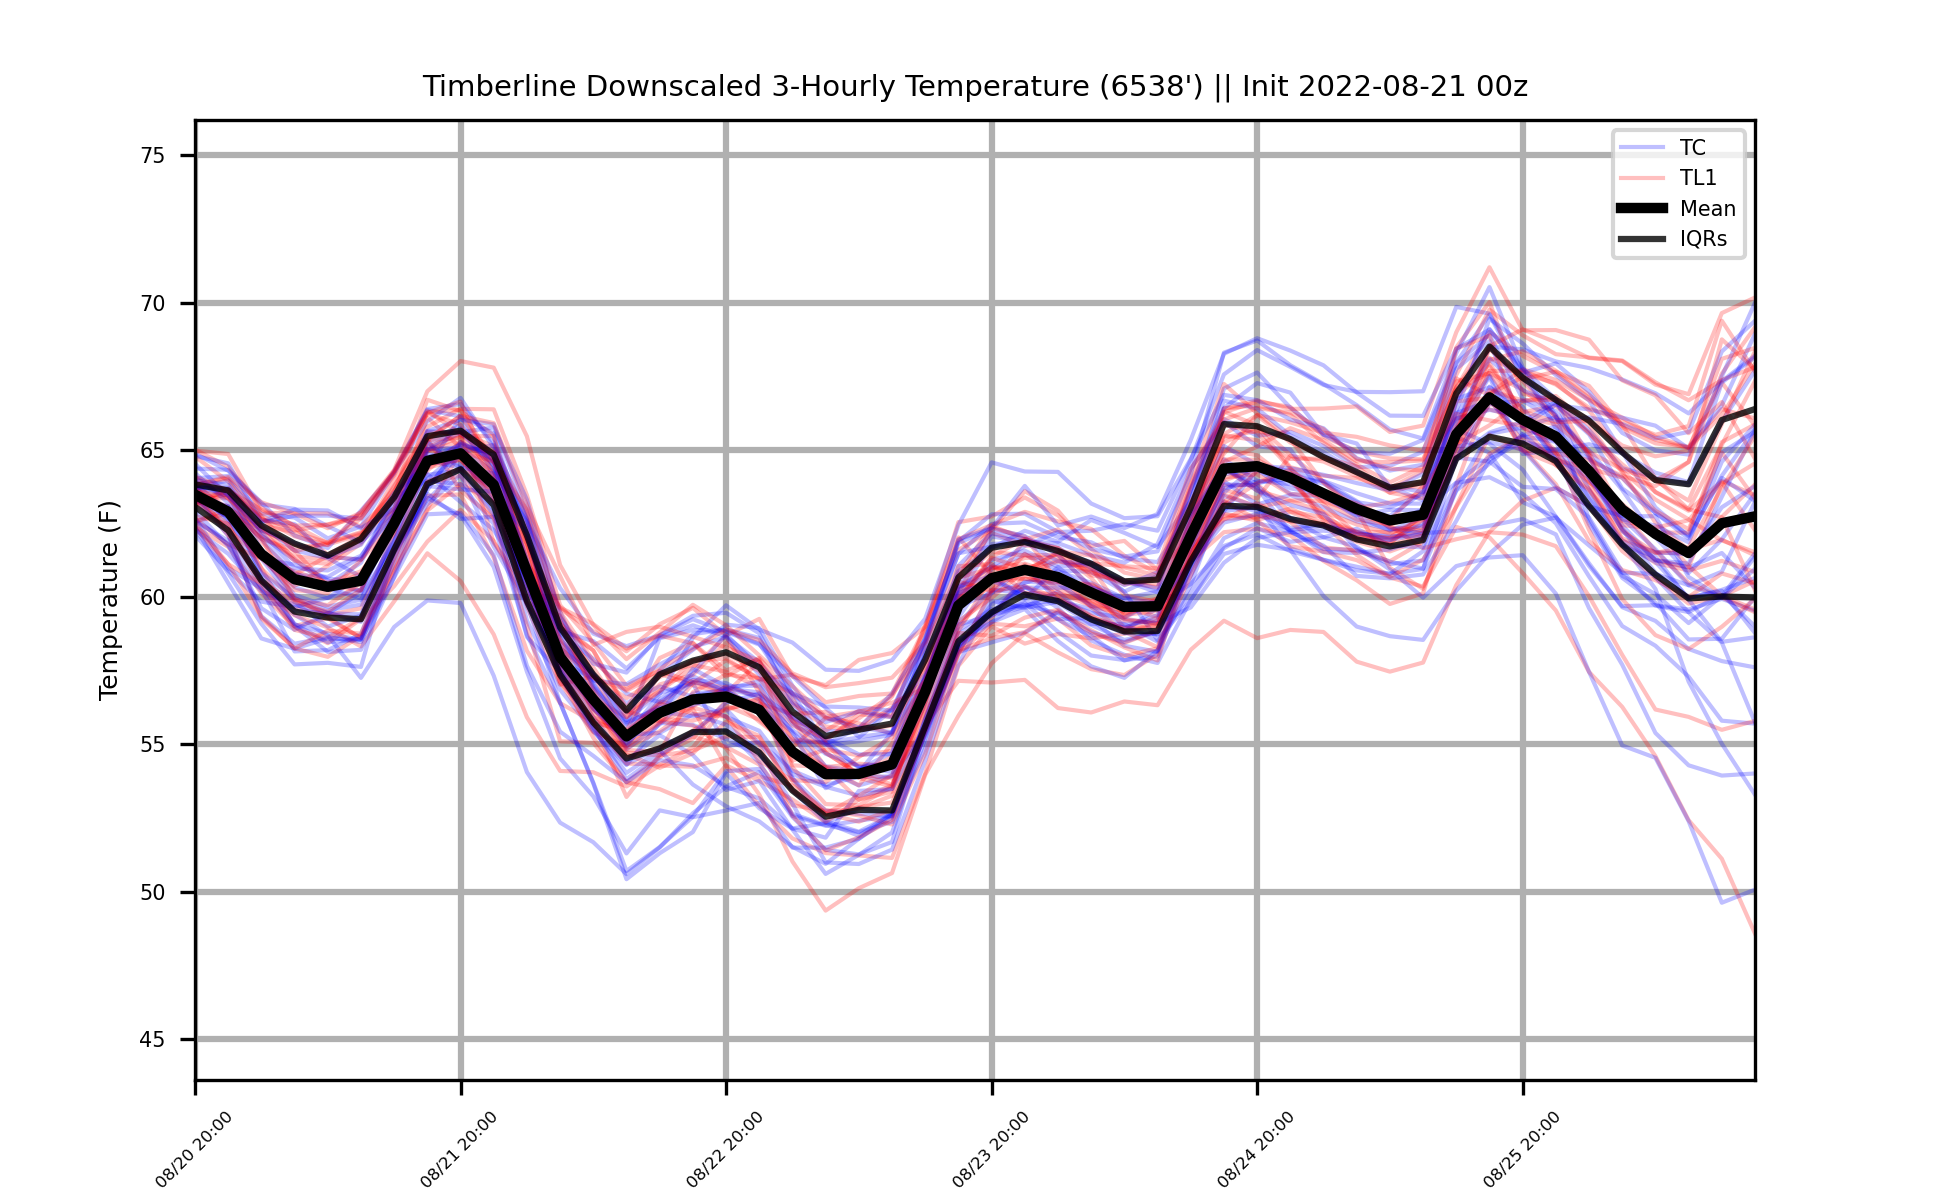 Timberline Downscaled 3-Hourly Temperature (6538') || Init 2022-08-21 00z
TC
TL1
Mean
IQRs
Temperature (F)
75
70
65
60
55
50
45
08/20 20:00
08/21 20:00
08/22 20:00
08/23 20:00
08/24 20:00
08/25 20:00